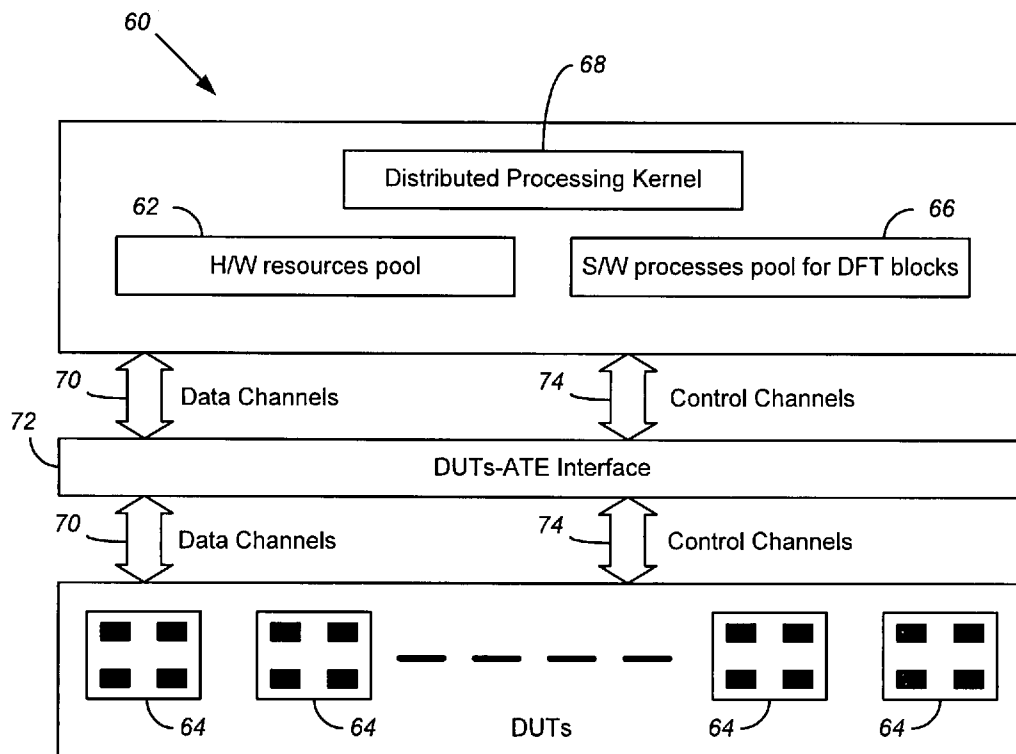 60
68
Distributed Processing Kernel
62
66
H/W resources pool
S/W processes pool for DFT blocks
70
Data Channels
74
Control Channels
72
DUTs-ATE Interface
70
Data Channels
74
Control Channels
64
64
DUTs
64
64